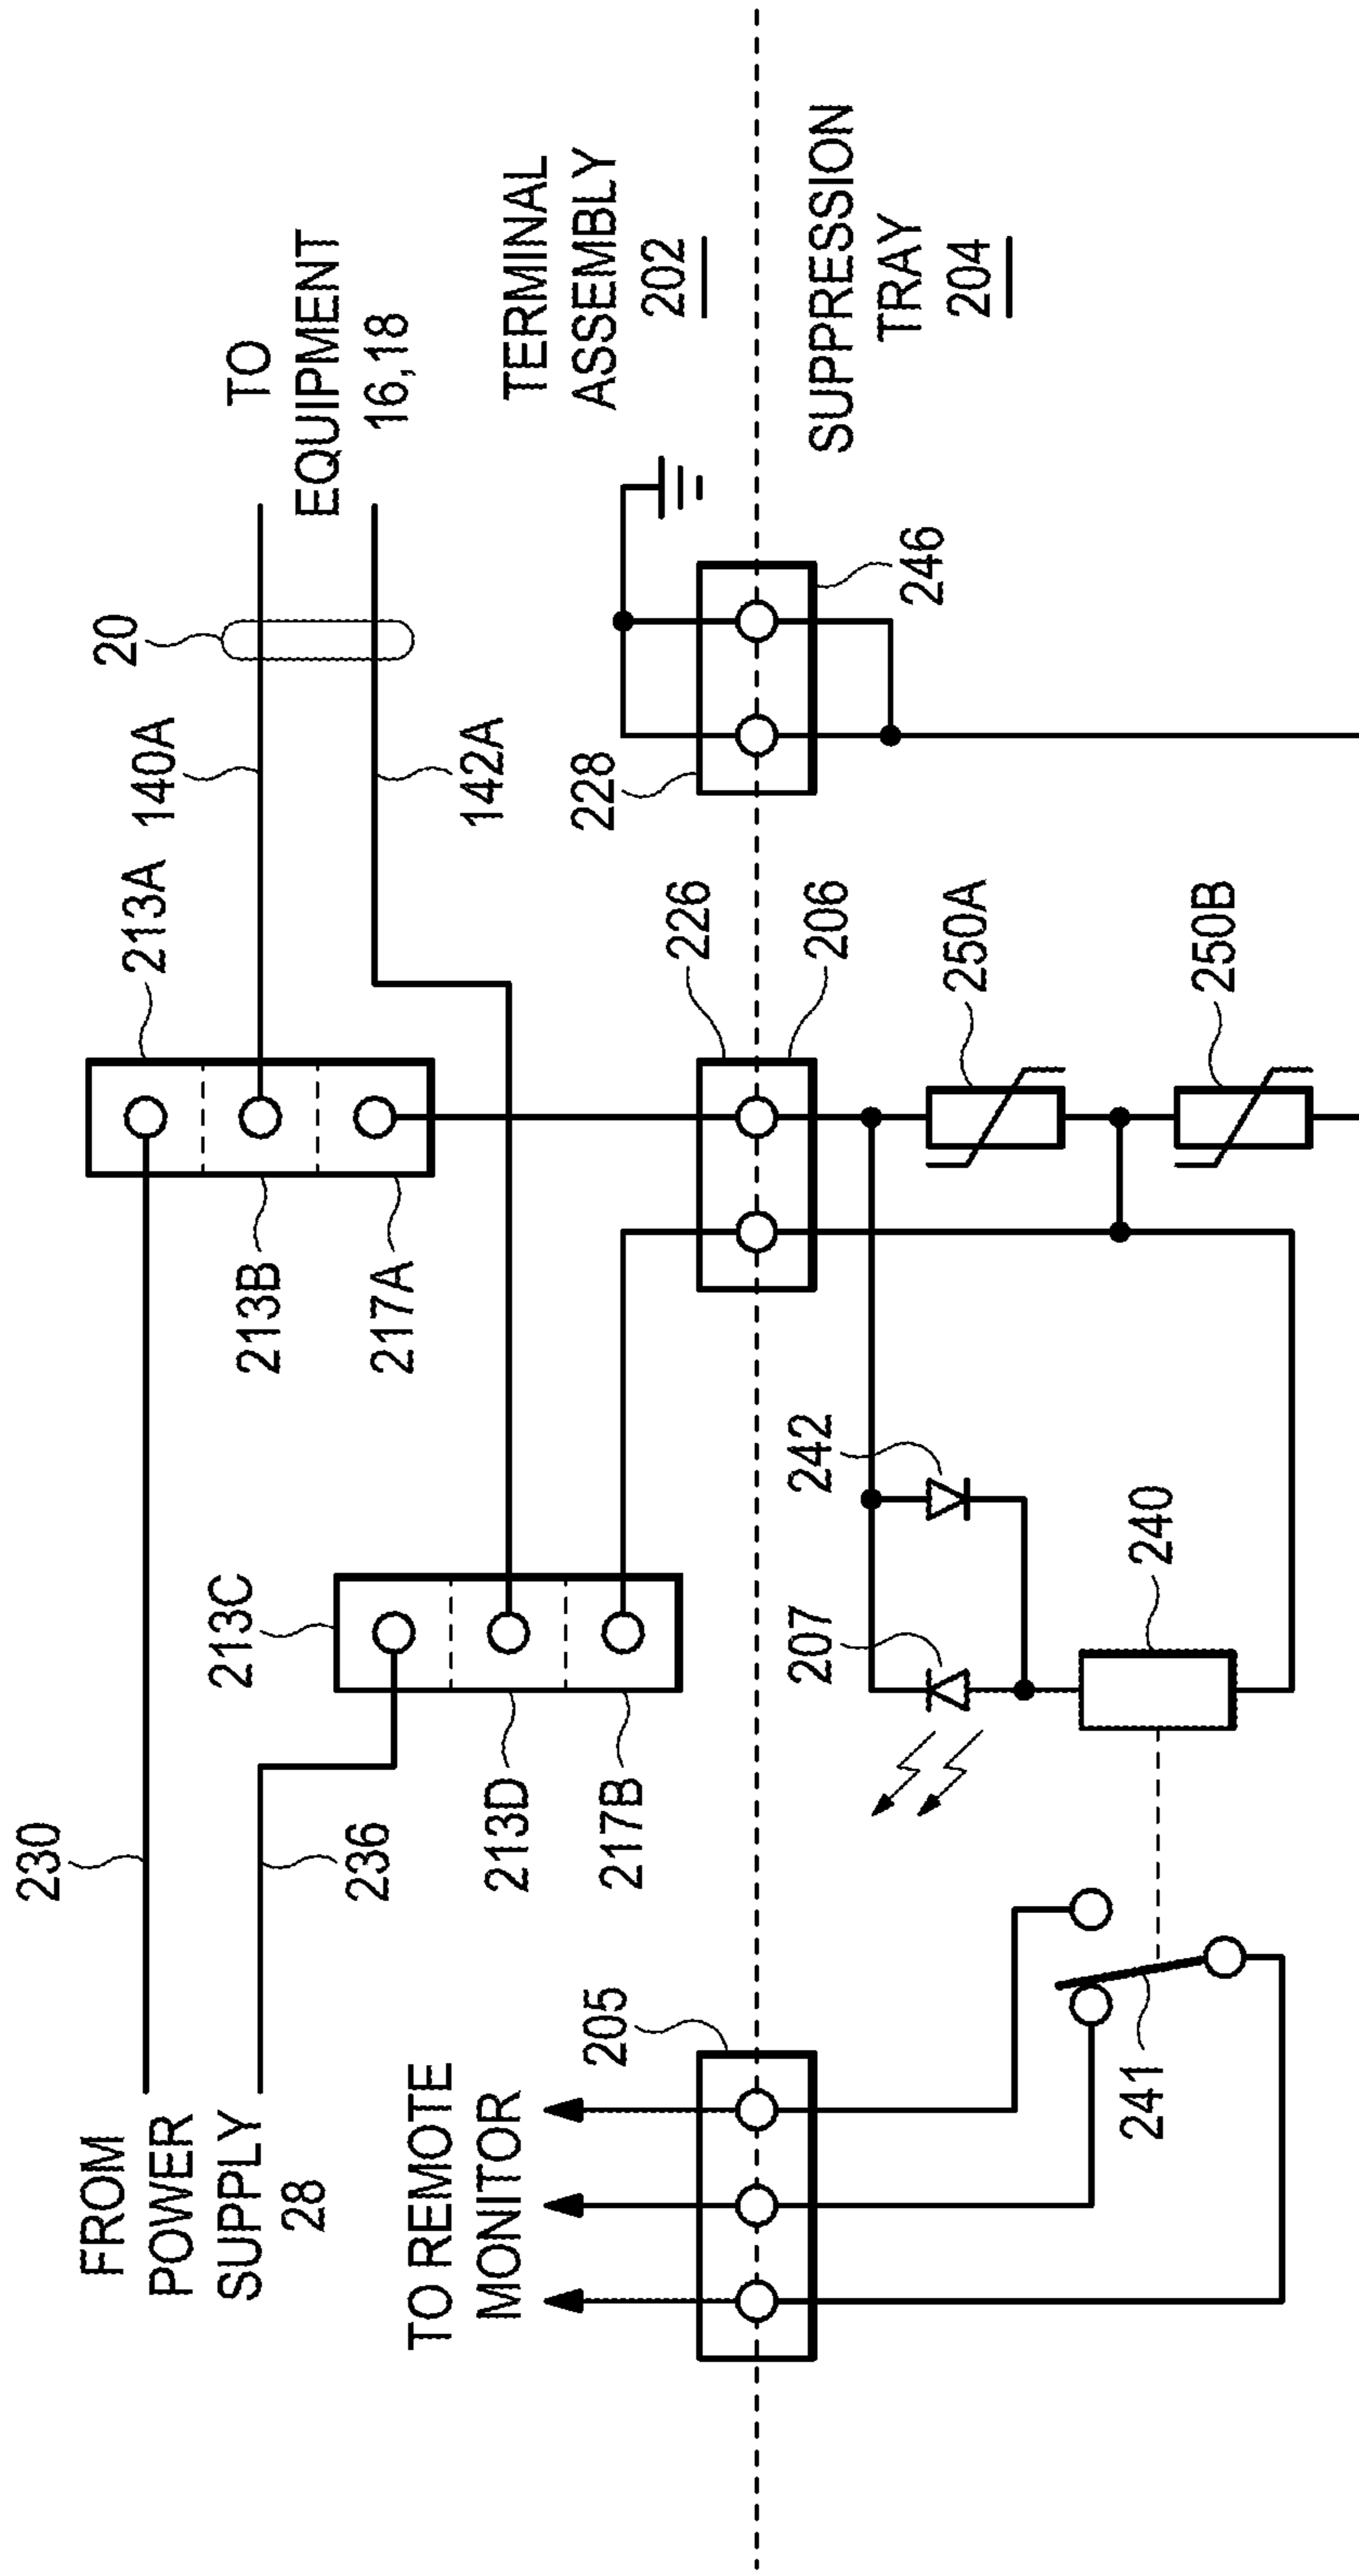 FROM
POWER
SUPPLY
28
230
236
TO REMOTE
MONITOR
205
241
213C
213D
217B
207
242
240
213A
213B
217A
140A
142A
20
TO
EQUIPMENT
16,18
226
206
250A
250B
228
246
TERMINAL
ASSEMBLY
202
SUPPRESSION
TRAY
204